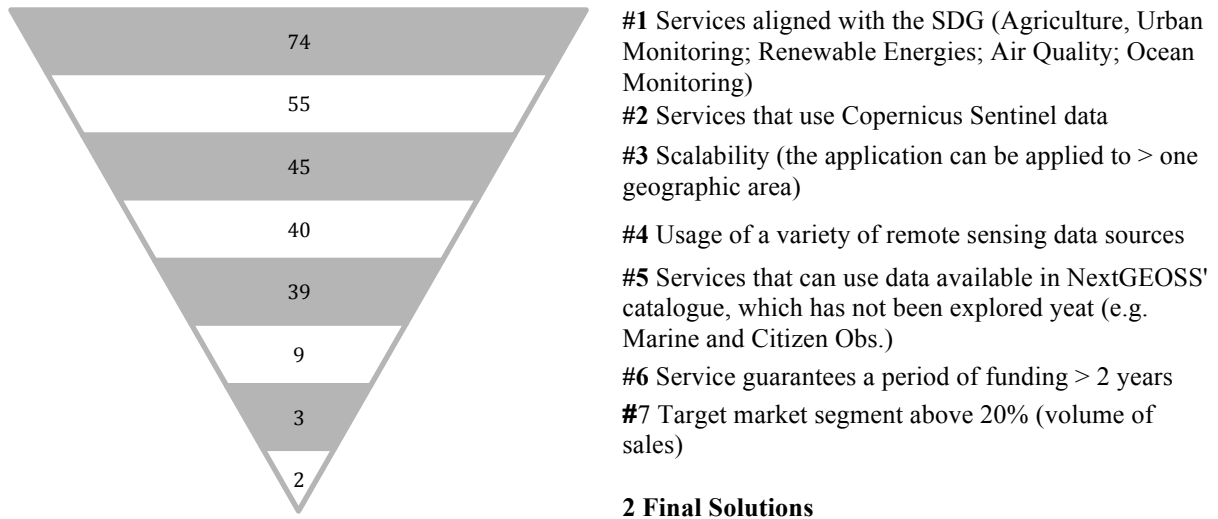 74
55
45
40
39
9
3
2
#1 Services aligned with the SDG (Agriculture, Urban
Monitoring; Renewable Energies; Air Quality; Ocean
Monitoring)
#2 Services that use Copernicus Sentinel data
#3 Scalability (the application can be applied to > one
geographic area)
#4 Usage of a variety of remote sensing data sources
#5 Services that can use data available in NextGEOSS'
catalogue, which has not been explored yeat (e.g.
Marine and Citizen Obs.)
#6 Service guarantees a period of funding > 2 years
#7 Target market segment above 20% (volume of
sales)
2 Final Solutions